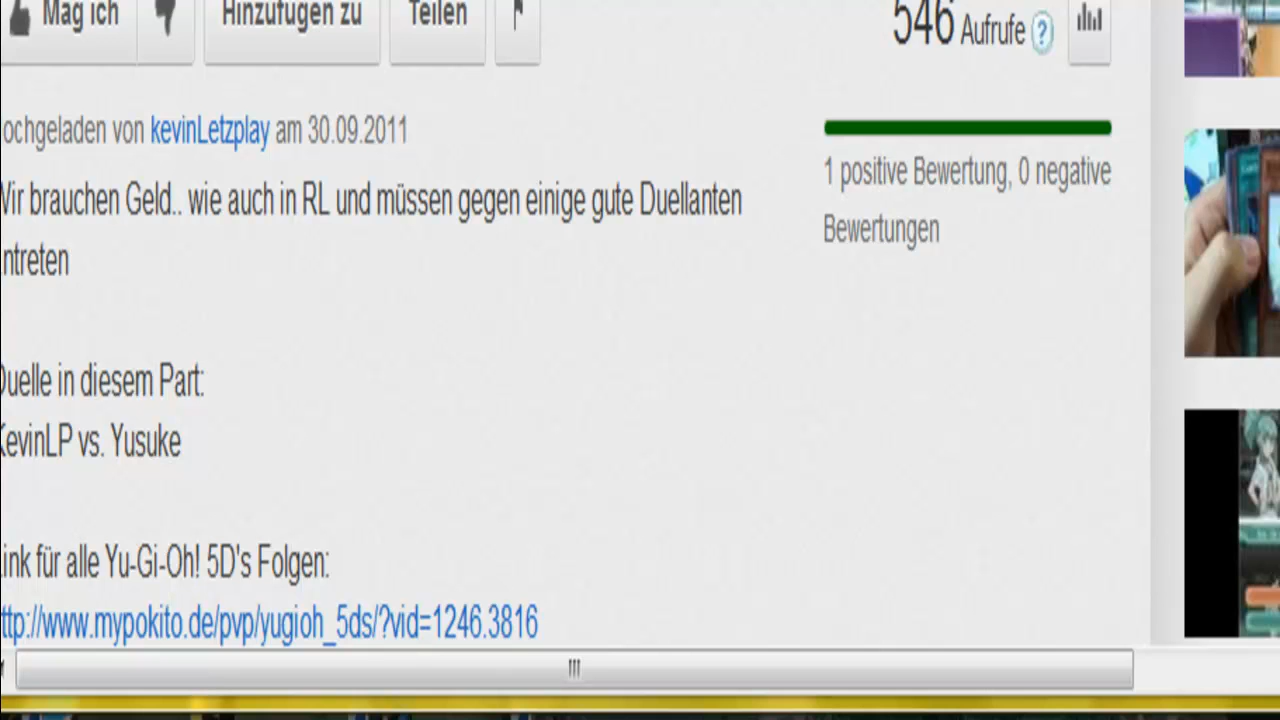 Mag ich
Hinzufügen zu
Teilen
546 Aufrufe ?
ochgeladen von kevinLetzplay am 30.09.2011
1 positive Bewertung, 0 negative
Bewertungen
Wir brauchen Geld.. wie auch in RL und müssen gegen einige gute Duellanten
ntreten
Duelle in diesem Part:
KevinLP vs. Yusuke
ink für alle Yu-Gi-Oh! 5D's Folgen:
ttp://www.mypokito.de/pvp/yugioh_5ds/?vid=1246.3816